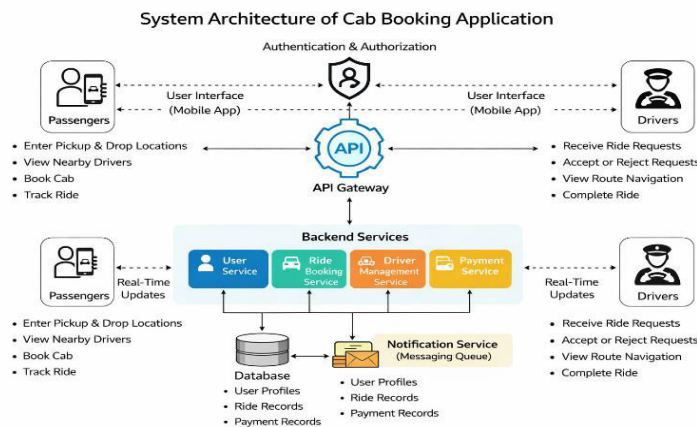 System Architecture of Cab Booking Application
Authentication & Authorization
User Interface
(Mobile App)
User Interface
(Mobile App)
Passengers
Drivers
• Enter Pickup & Drop Locations
• View Nearby Drivers
• Book Cab
• Track Ride
API
API Gateway
• Receive Ride Requests
• Accept or Reject Requests
• View Route Navigation
• Complete Ride
Backend Services
User
Service
Ride
Booking
Service
Driver
Management
Service
Payment
Service
Passengers
Real-Time
Updates
Real-Time
Updates
Drivers
• Enter Pickup & Drop Locations
• View Nearby Drivers
• Book Cab
• Track Ride
• Receive Ride Requests
• Accept or Reject Requests
• View Route Navigation
• Complete Ride
Database
• User Profiles
• Ride Records
• Payment Records
Notification Service
(Messaging Queue)
• User Profiles
• Ride Records
• Payment Records